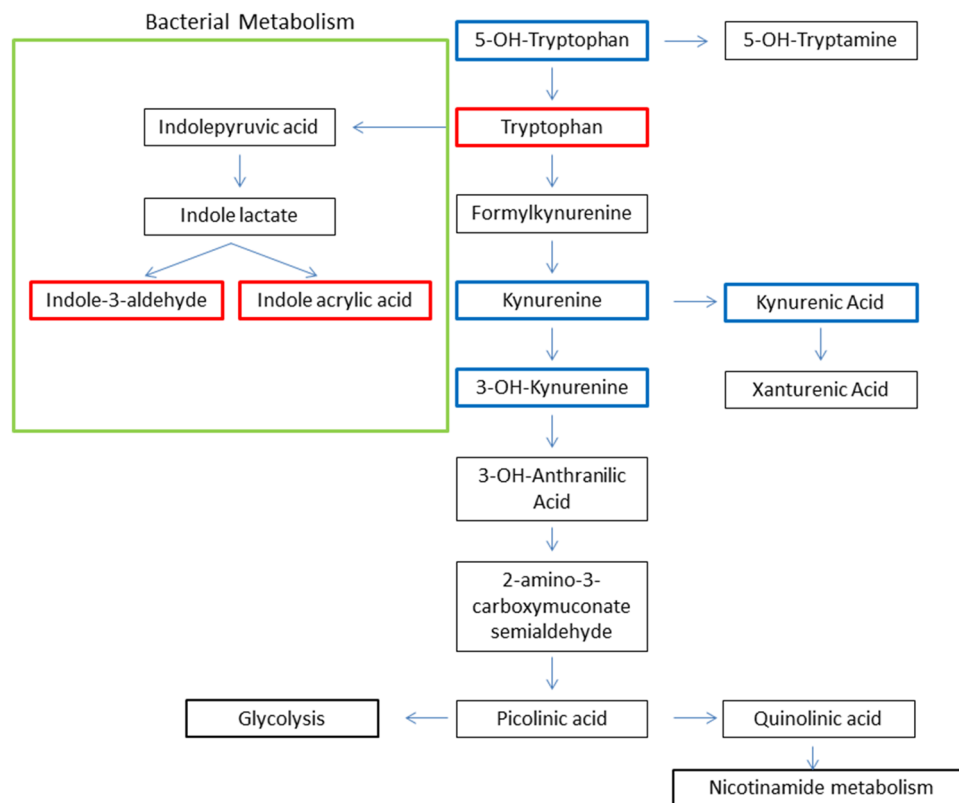 Bacterial Metabolism
5-OH-Tryptophan
5-OH-Tryptamine
Indolepyruvic acid
Tryptophan
Indole lactate
Formylkynurenine
Indole-3-aldehyde
Indole acrylic acid
Kynurenine
Kynurenic Acid
3-OH-Kynurenine
Xanturenic Acid
3-OH-Anthranilic
Acid
2-amino-3-
carboxymuconate
semialdehyde
Glycolysis
Picolinic acid
Quinolinic acid
Nicotinamide metabolism